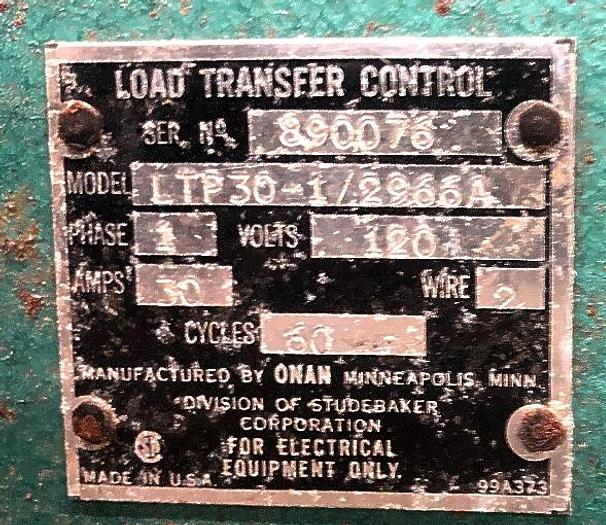 LOAD TRANSFER CONTROL
SER. Nº 890076
MODEL LTP30-1/2966A
PHASE 1 VOLTS 120
AMPS 30 WIRE 2
CYCLES 60
MANUFACTURED BY ONAN MINNEAPOLIS, MINN.
DIVISION OF STUDEBAKER
CORPORATION
FOR ELECTRICAL
EQUIPMENT ONLY.
MADE IN U.S.A. 99A373